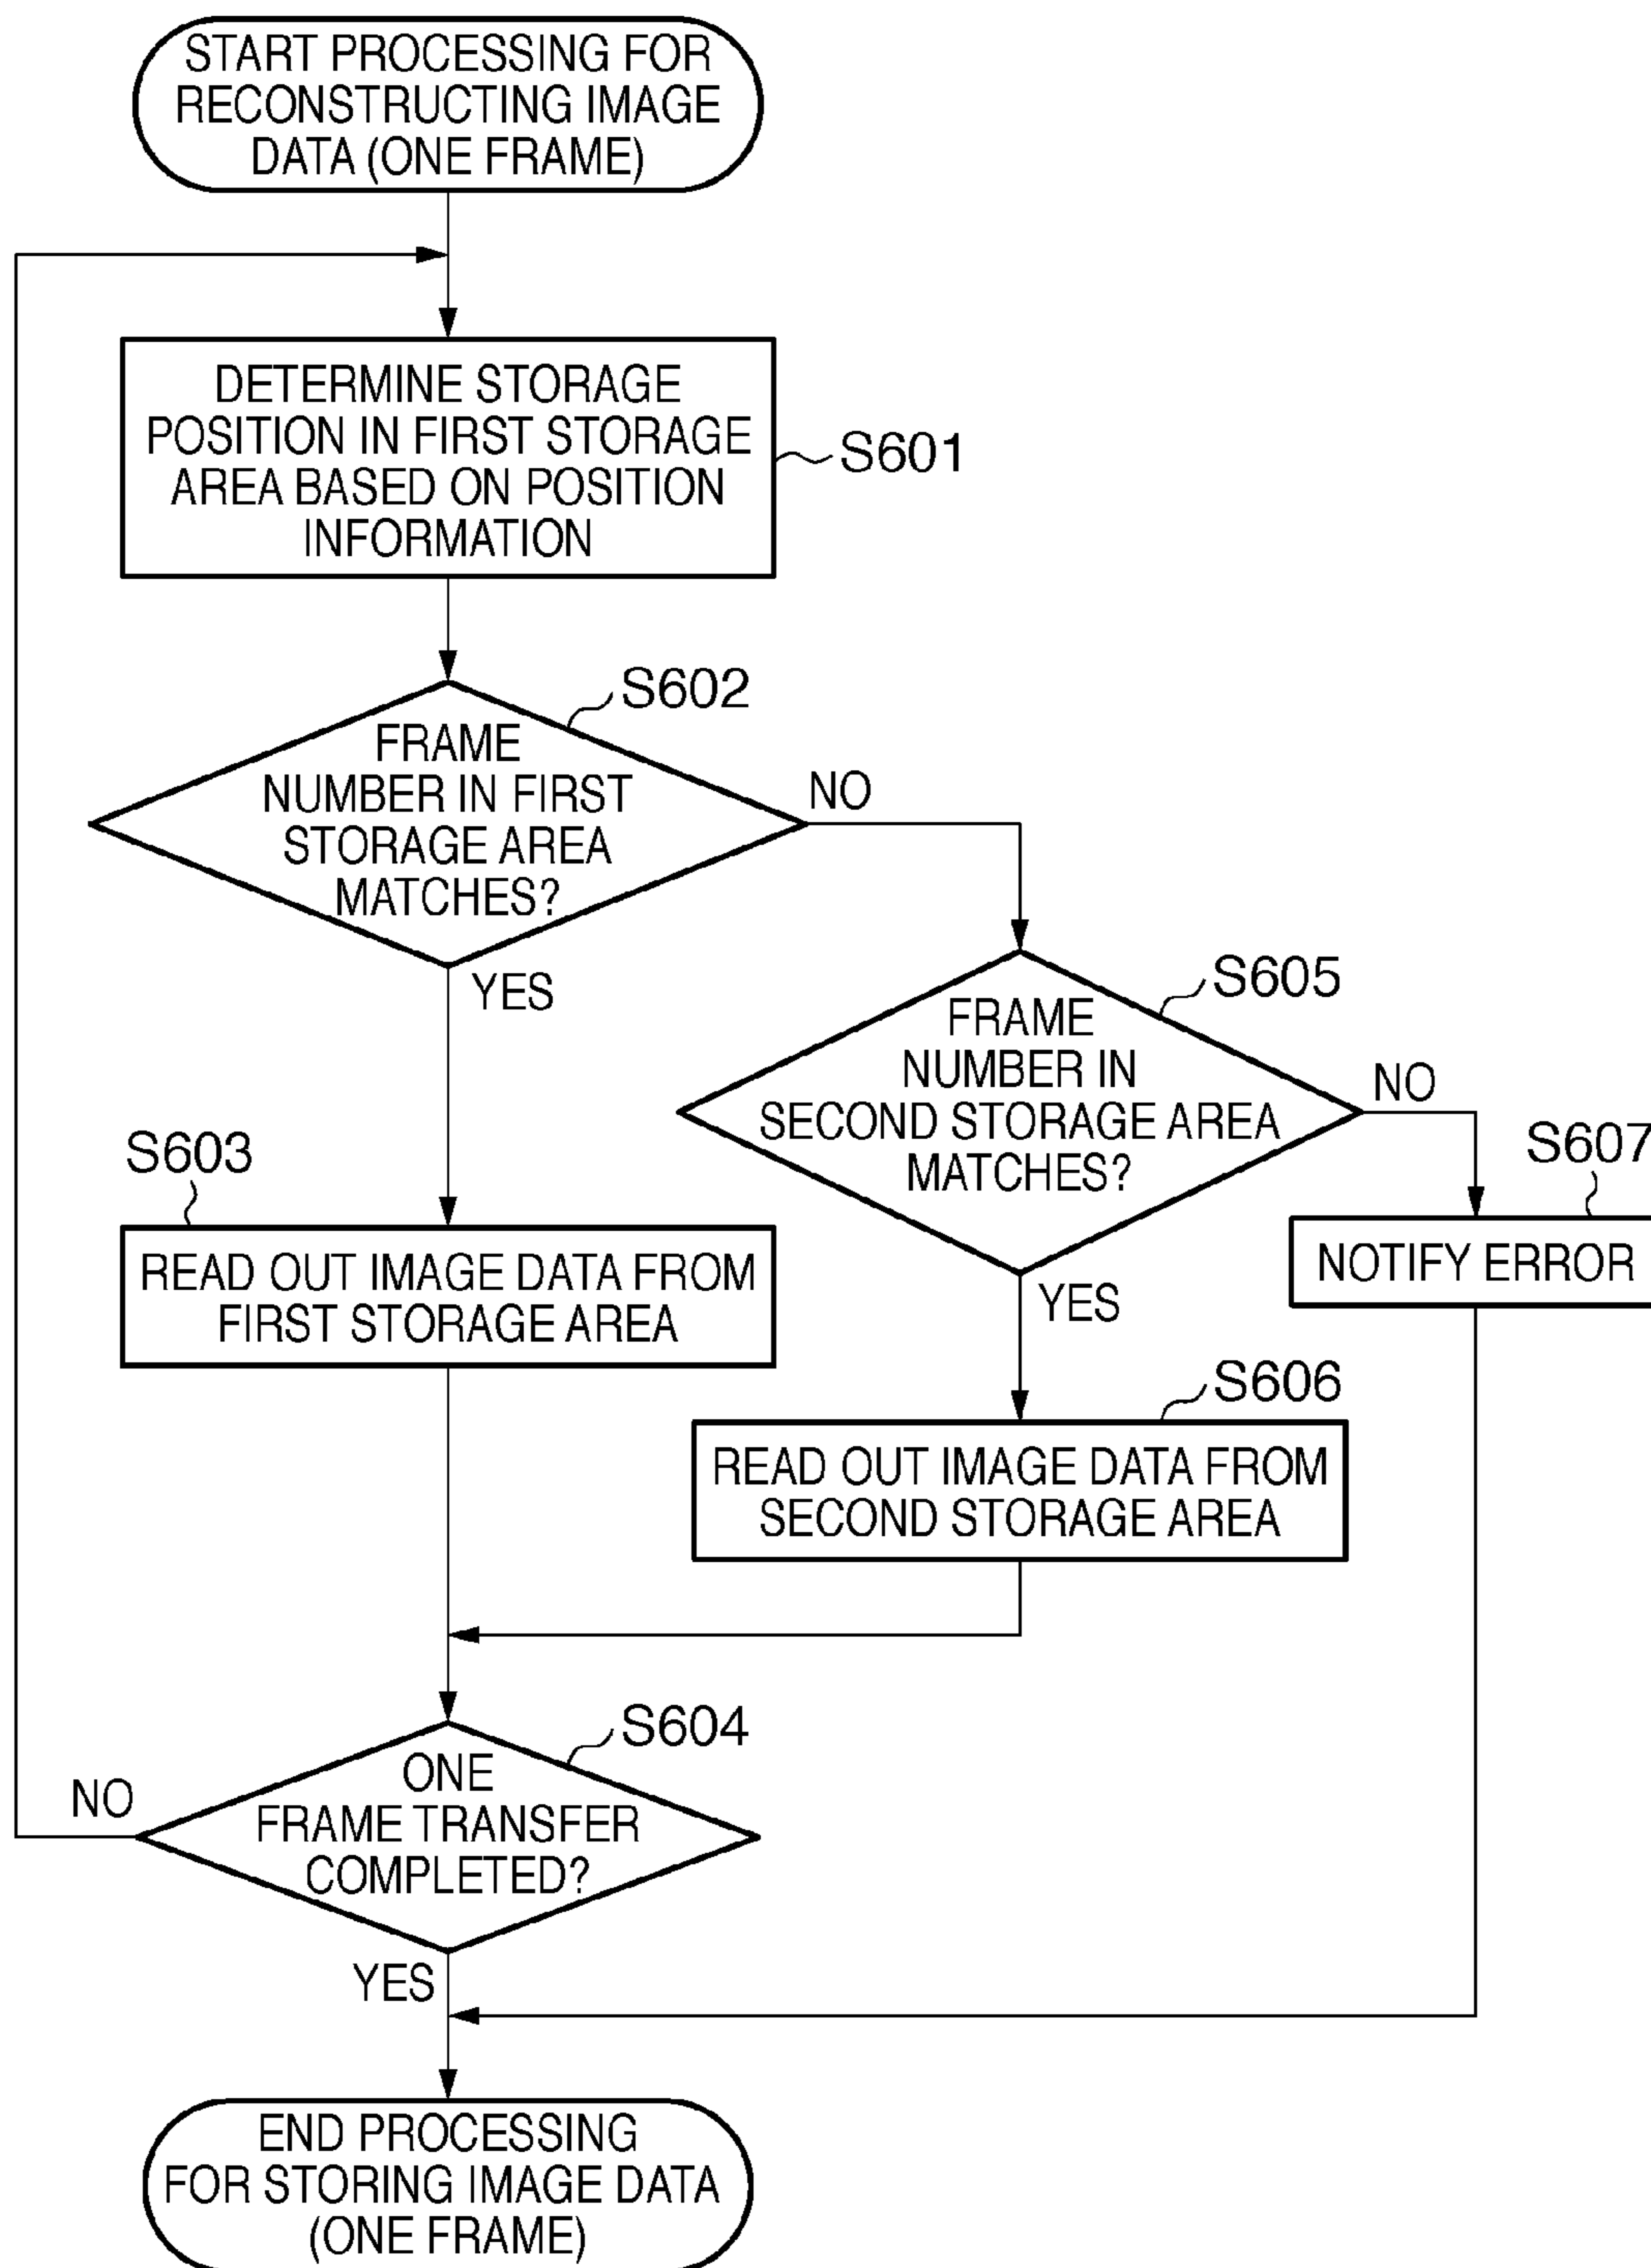 START PROCESSING FOR
RECONSTRUCTING IMAGE
DATA (ONE FRAME)
DETERMINE STORAGE
POSITION IN FIRST STORAGE
AREA BASED ON POSITION
INFORMATION
S601
S602
FRAME
NUMBER IN FIRST
STORAGE AREA
MATCHES?
NO
YES
S605
FRAME
NUMBER IN
SECOND STORAGE AREA
MATCHES?
NO
YES
S603
READ OUT IMAGE DATA FROM
FIRST STORAGE AREA
S607
NOTIFY ERROR
S606
READ OUT IMAGE DATA FROM
SECOND STORAGE AREA
S604
ONE
FRAME TRANSFER
COMPLETED?
NO
YES
END PROCESSING
FOR STORING IMAGE DATA
(ONE FRAME)